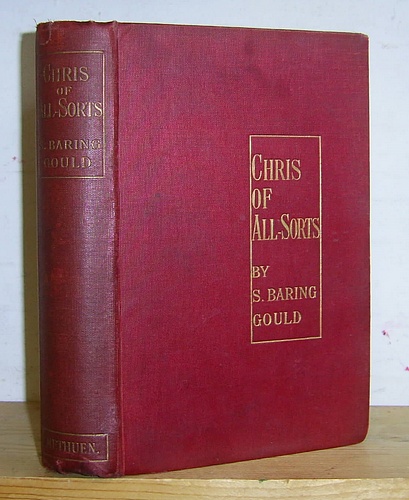 CHRIS
OF
ALL-SORTS
S. BARING
GOULD
METHUEN.
CHRIS
OF
ALL-SORTS
BY
S. BARING
GOULD